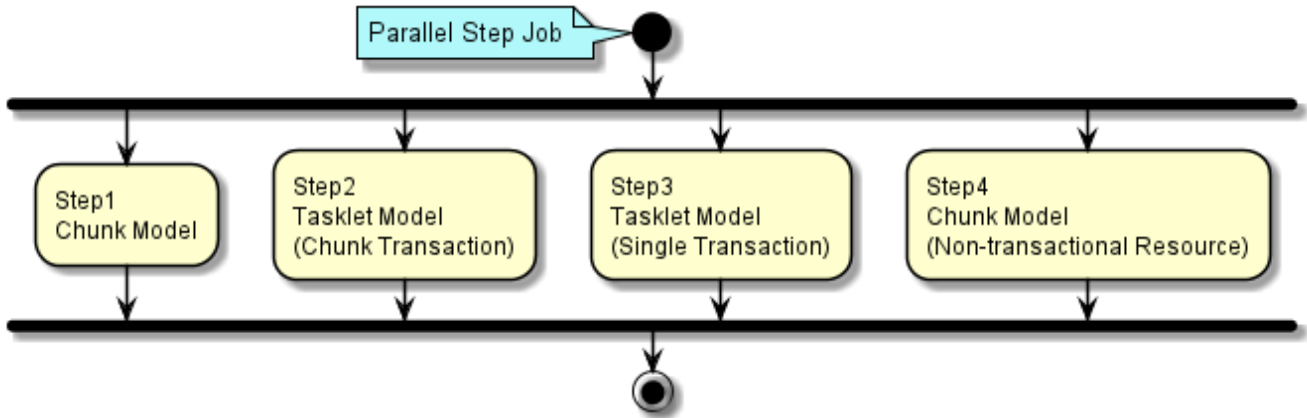 Parallel Step Job
Step1
Chunk Model
Step2
Tasklet Model
(Chunk Transaction)
Step3
Tasklet Model
(Single Transaction)
Step4
Chunk Model
(Non-transactional Resource)